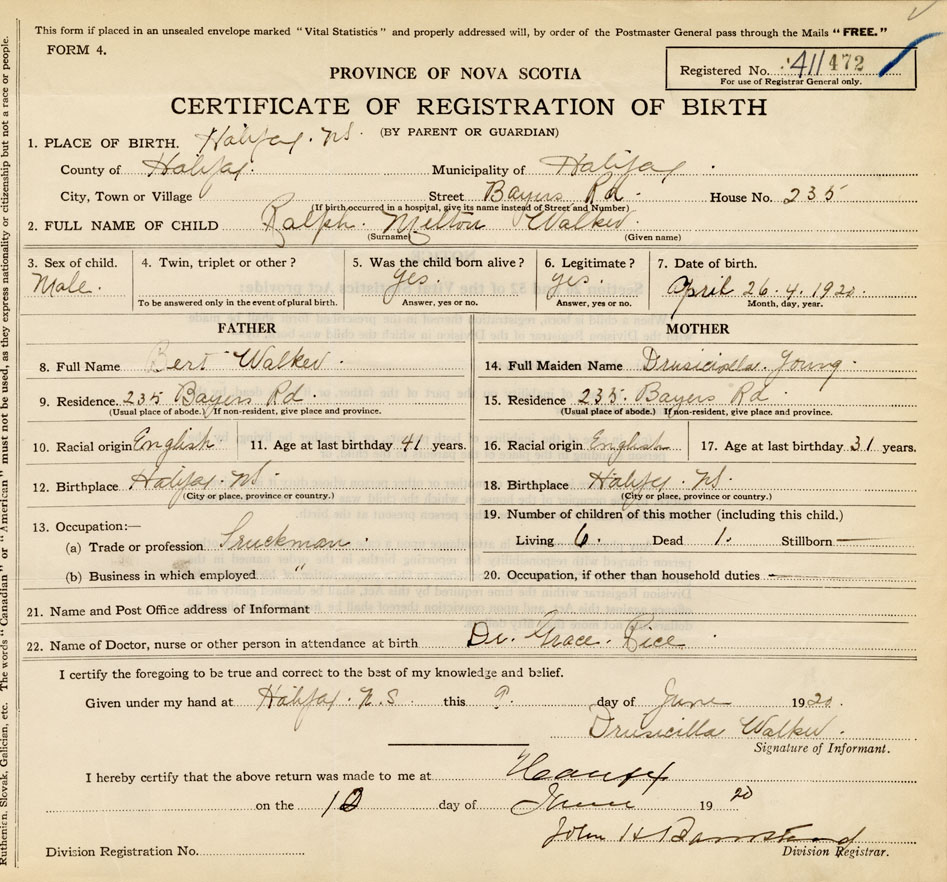 This form if placed in an unsealed envelope marked "Vital Statistics" and properly addressed will, by order of the Postmaster General pass through the Mails "FREE."
FORM 4.
Registered No. 411472
For use of Registrar General only.
PROVINCE OF NOVA SCOTIA
CERTIFICATE OF REGISTRATION OF BIRTH
(BY PARENT OR GUARDIAN)
1. PLACE OF BIRTH. Halifax. NS.
County of Halifax. Municipality of Halifax
City, Town or Village Street Bayers Rd. House No. 235
(If birth occurred in a hospital, give its name instead of Street and Number)
2. FULL NAME OF CHILD Ralph. Milton Walker
(Surname) (Given name)
3. Sex of child. 4. Twin, triplet or other? 5. Was the child born alive? 6. Legitimate? 7. Date of birth.
Male. Yes. Yes. April 26.4.1920.
To be answered only in the event of plural birth. Answer, yes or no. Answer, yes or no. Month, day, year.
FATHER MOTHER
8. Full Name Bert Walker. 14. Full Maiden Name Drusicilla. Young.
9. Residence 235 Bayers Rd. 15. Residence 235. Bayers Rd.
(Usual place of abode.) If non-resident, give place and province. (Usual place of abode.) If non-resident, give place and province.
10. Racial origin English 11. Age at last birthday 41 years. 16. Racial origin English 17. Age at last birthday 31 years.
12. Birthplace Halifax. NS. 18. Birthplace Halifax NS.
(City or place, province or country.) (City or place, province or country.)
13. Occupation:— 19. Number of children of this mother (including this child.)
(a) Trade or profession Truckman. Living 6. Dead 1. Stillborn —
(b) Business in which employed " 20. Occupation, if other than household duties —
21. Name and Post Office address of Informant
22. Name of Doctor, nurse or other person in attendance at birth Dr. Grace. Rice
I certify the foregoing to be true and correct to the best of my knowledge and belief.
Given under my hand at Halifax. N.S. this 9. day of June 1920.
Drusicilla Walker.
Signature of Informant.
I hereby certify that the above return was made to me at Halifax
on the 10 day of June 1920
John H
Division Registrar.
Division Registration No.
Ruthenien, Slovak, Galician, etc. The words "Canadian" or "American" must not be used, as they express nationality or citizenship but not a race or people.